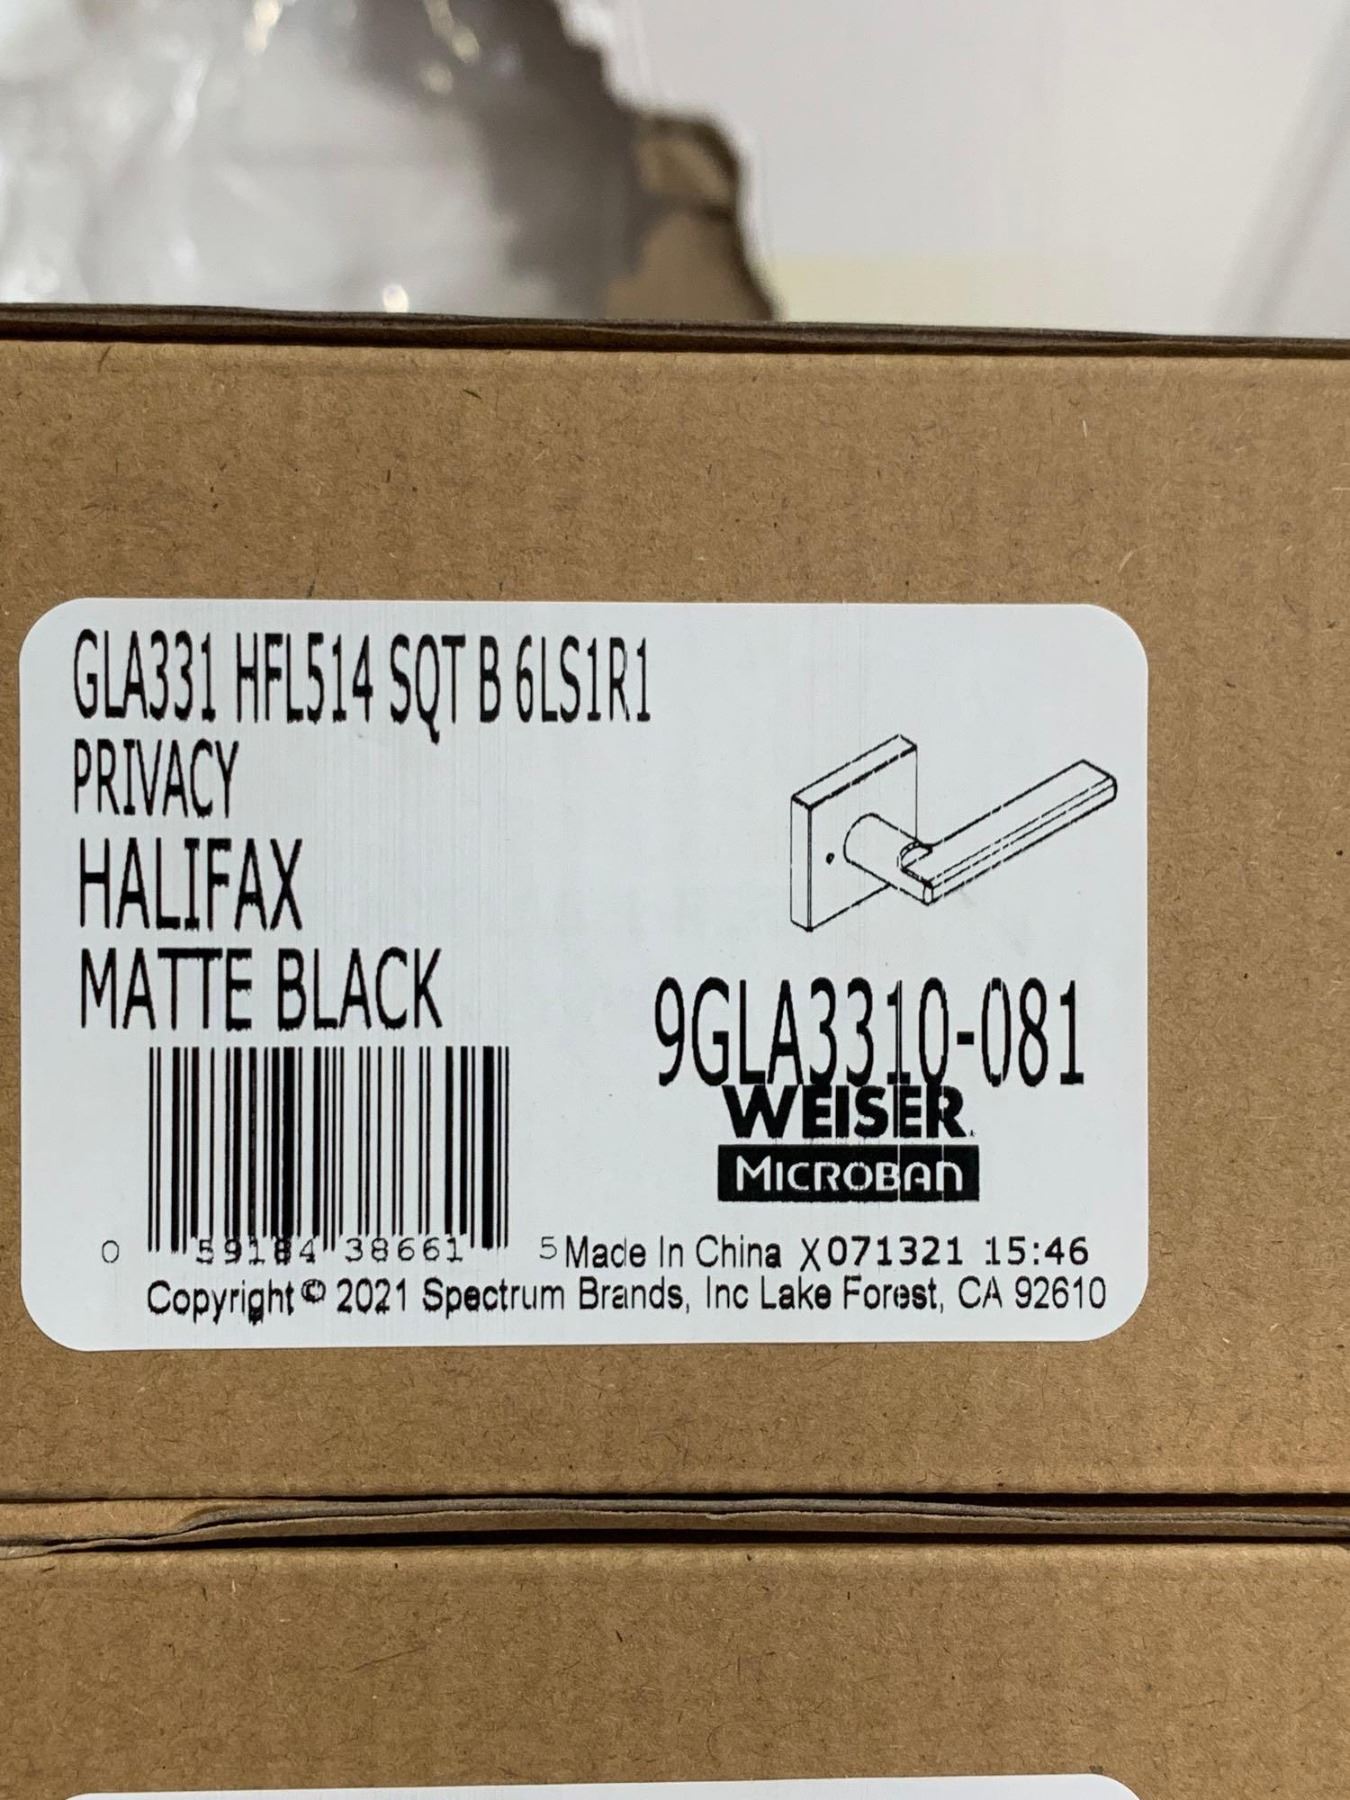 GLA331 HFL514 SQT B 6LS1R1
PRIVACY
HALIFAX
MATTE BLACK
9GLA3310-081
WEISER
MICROBAN
0 59184 38661 5 Made In China X 071321 15:46
Copyright © 2021 Spectrum Brands, Inc Lake Forest, CA 92610